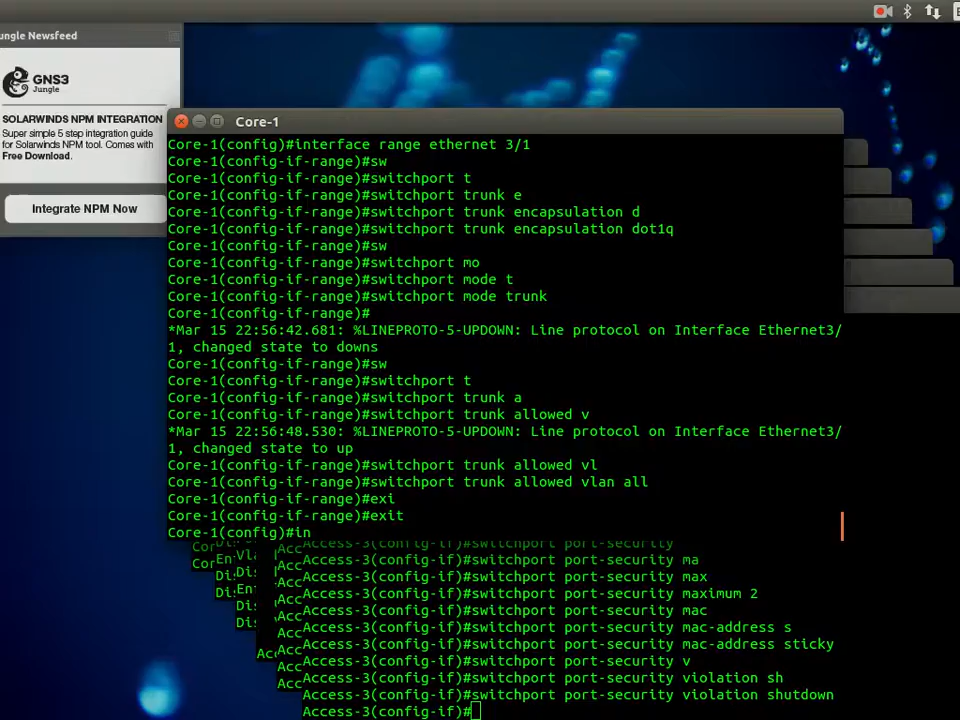 ungle Newsfeed
GNS3
Jungle
SOLARWINDS NPM INTEGRATION
Super simple 5 step integration guide
for Solarwinds NPM tool. Comes with
Free Download.
Integrate NPM Now
Core-1
Core-1(config)#interface range ethernet 3/1
Core-1(config-if-range)#sw
Core-1(config-if-range)#switchport t
Core-1(config-if-range)#switchport trunk e
Core-1(config-if-range)#switchport trunk encapsulation d
Core-1(config-if-range)#switchport trunk encapsulation dot1q
Core-1(config-if-range)#sw
Core-1(config-if-range)#switchport mo
Core-1(config-if-range)#switchport mode t
Core-1(config-if-range)#switchport mode trunk
Core-1(config-if-range)#
*Mar 15 22:56:42.681: %LINEPROTO-5-UPDOWN: Line protocol on Interface Ethernet3/
1, changed state to downs
Core-1(config-if-range)#sw
Core-1(config-if-range)#switchport t
Core-1(config-if-range)#switchport trunk a
Core-1(config-if-range)#switchport trunk allowed v
*Mar 15 22:56:48.530: %LINEPROTO-5-UPDOWN: Line protocol on Interface Ethernet3/
1, changed state to up
Core-1(config-if-range)#switchport trunk allowed vl
Core-1(config-if-range)#switchport trunk allowed vlan all
Core-1(config-if-range)#exi
Core-1(config-if-range)#exit
Core-1(config)#in
Access-3(config-if)#switchport port-security
Access-3(config-if)#switchport port-security ma
Access-3(config-if)#switchport port-security max
Access-3(config-if)#switchport port-security maximum 2
Access-3(config-if)#switchport port-security mac
Access-3(config-if)#switchport port-security mac-address s
Access-3(config-if)#switchport port-security mac-address sticky
Access-3(config-if)#switchport port-security v
Access-3(config-if)#switchport port-security violation sh
Access-3(config-if)#switchport port-security violation shutdown
Access-3(config-if)#